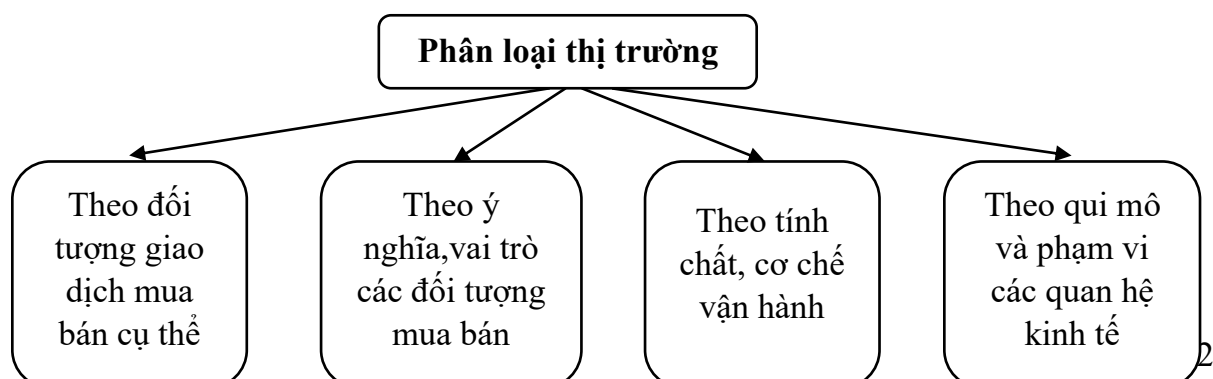 Phân loại thị trường
Theo đối
tượng giao
dịch mua
bán cụ thể
Theo ý
nghĩa,vai trò
các đối tượng
mua bán
Theo tính
chất, cơ chế
vận hành
Theo qui mô
và phạm vi
các quan hệ
kinh tế
2